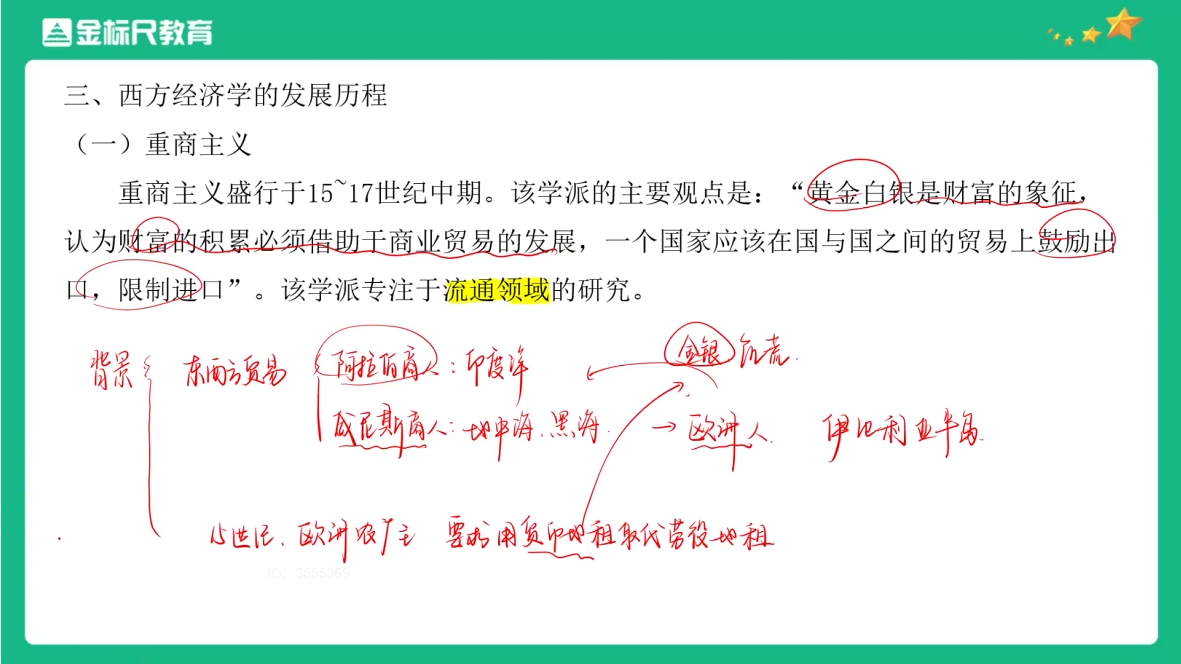 金标尺教育
三、西方经济学的发展历程
（一）重商主义
重商主义盛行于15~17世纪中期。该学派的主要观点是：“黄金白银是财富的象征，
认为财富的积累必须借助于商业贸易的发展，一个国家应该在国与国之间的贸易上鼓励出
口，限制进口”。该学派专注于流通领域的研究。
背景 东西方贸易 阿拉伯商人：印度洋 金银 饥荒.
威尼斯商人：地中海、黑海. → 欧洲人. 伊比利亚半岛
15世纪、欧洲农庄主 要求用货币地租取代劳役地租
ID：3555369